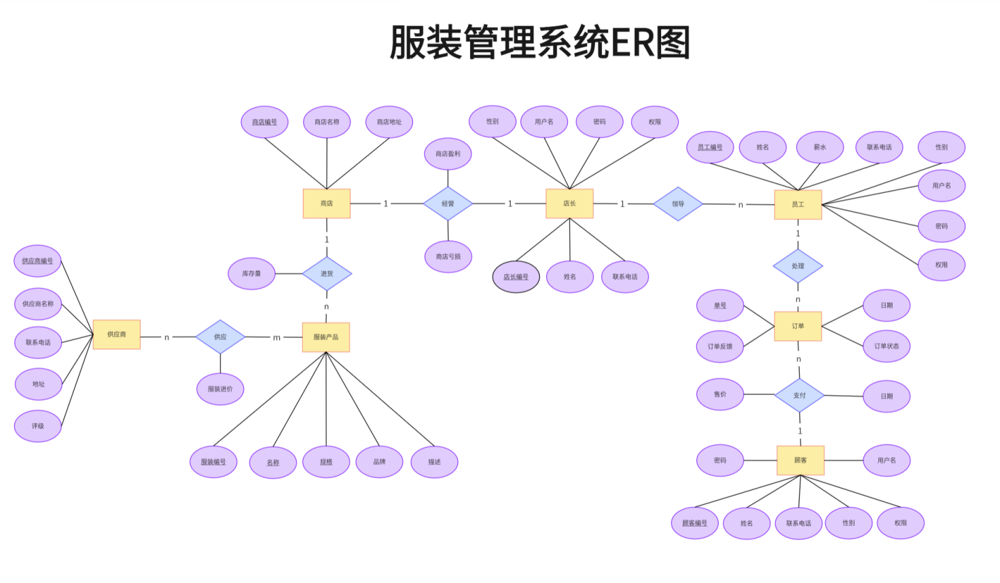 服装管理系统ER图
商店编号
商店名称
商店地址
性别
用户名
密码
权限
员工编号
姓名
薪水
联系电话
性别
商店盈利
用户名
商店
1
经营
1
店长
1
领导
n
员工
密码
1
1
商店亏损
供应商编号
库存量
进货
店长编号
姓名
联系电话
处理
权限
n
n
供应商名称
单号
日期
供应商
n
供应
m
服装产品
订单
联系电话
订单反馈
订单状态
n
地址
服装进价
售价
支付
日期
评级
1
服装编号
名称
规格
品牌
描述
密码
顾客
用户名
顾客编号
姓名
联系电话
性别
权限